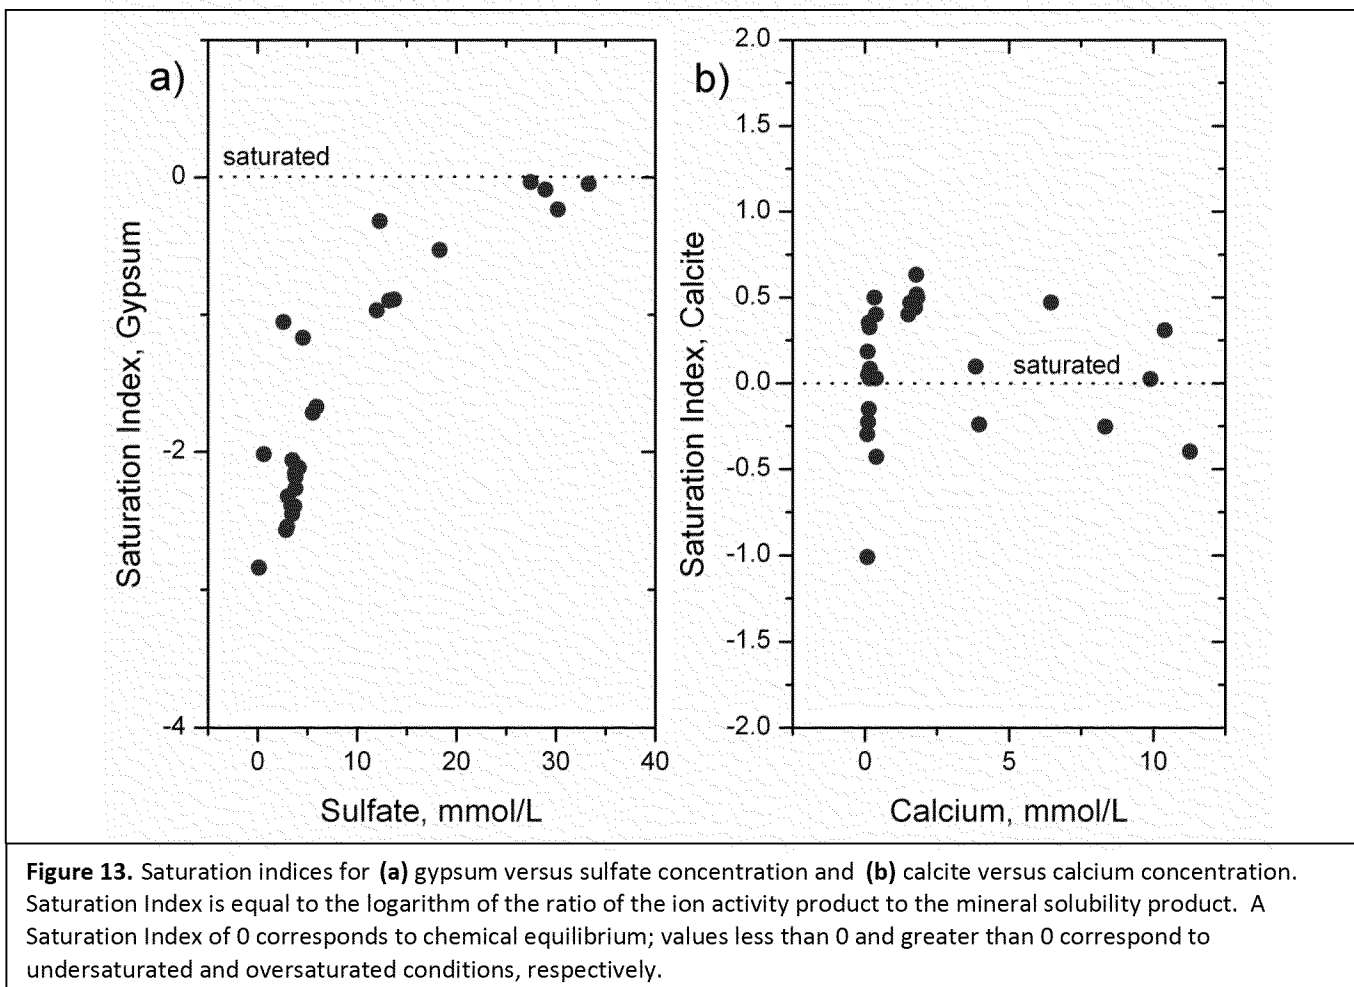 a)
saturated
0
-2
-4
Saturation Index, Gypsum
0 10 20 30 40
Sulfate, mmol/L
b)
2.0
1.5
1.0
0.5
0.0
-0.5
-1.0
-1.5
-2.0
saturated
Saturation Index, Calcite
0 5 10
Calcium, mmol/L
Figure 13. Saturation indices for (a) gypsum versus sulfate concentration and (b) calcite versus calcium concentration.
Saturation Index is equal to the logarithm of the ratio of the ion activity product to the mineral solubility product. A
Saturation Index of 0 corresponds to chemical equilibrium; values less than 0 and greater than 0 correspond to
undersaturated and oversaturated conditions, respectively.